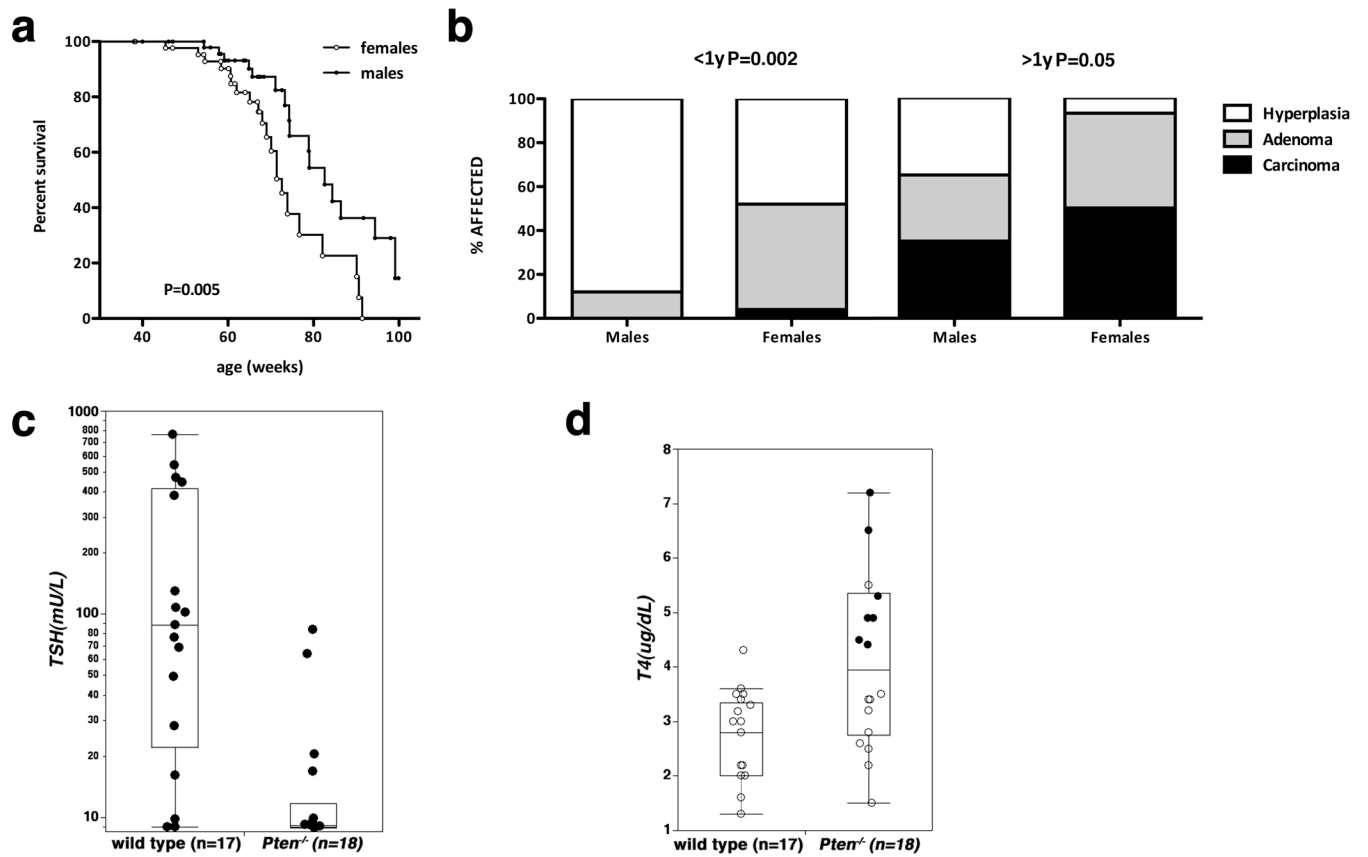 a
100
80
60
40
20
0
Percent survival
females
males
P=0.005
40
60
80
100
age (weeks)
b
<1y P=0.002
>1y P=0.05
100
80
60
40
20
0
% AFFECTED
Males
Females
Males
Females
Hyperplasia
Adenoma
Carcinoma
c
1000
800
700
600
500
400
300
200
100
80
70
60
50
40
30
20
10
TSH(mU/L)
wild type (n=17)
Pten-/- (n=18)
d
8
7
6
5
4
3
2
1
T4(ug/dL)
wild type (n=17)
Pten-/- (n=18)